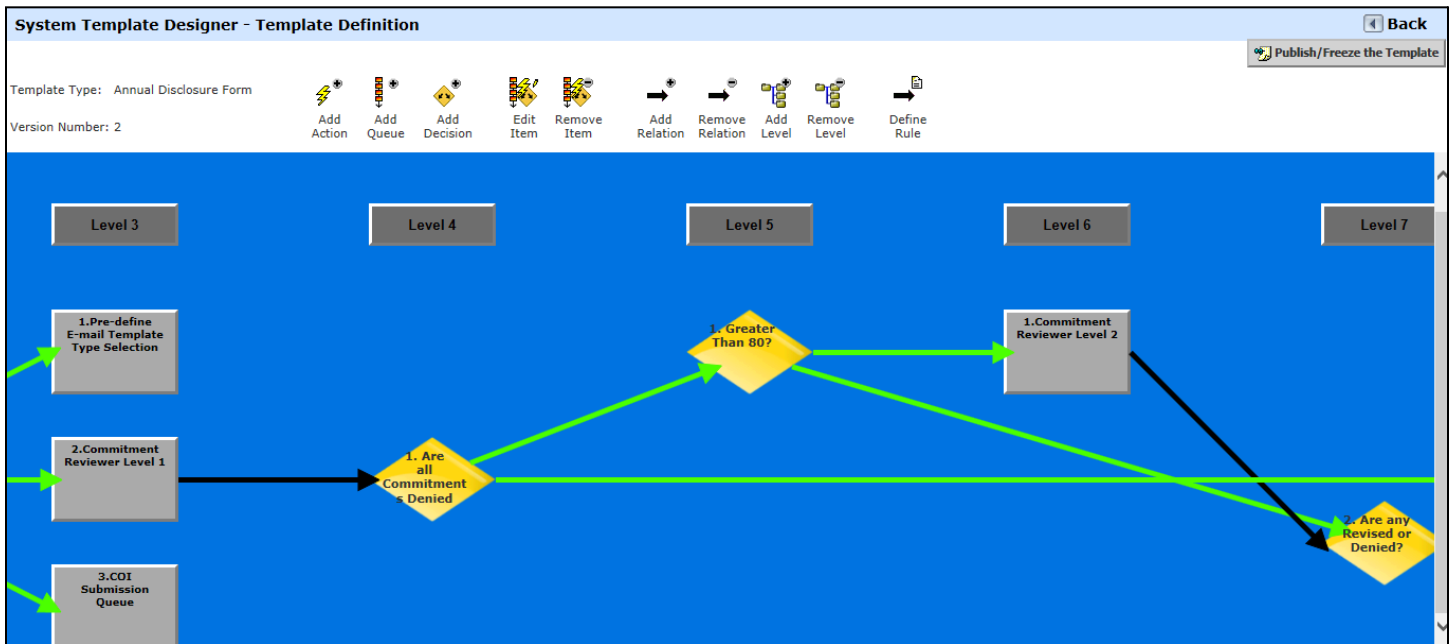 System Template Designer - Template Definition
Back
Publish/Freeze the Template
Template Type: Annual Disclosure Form
Version Number: 2
Add
Action
Add
Queue
Add
Decision
Edit
Item
Remove
Item
Add
Relation
Remove
Relation
Add
Level
Remove
Level
Define
Rule
Level 3
Level 4
Level 5
Level 6
Level 7
1.Pre-define
E-mail Template
Type Selection
1. Greater
Than 80?
1.Commitment
Reviewer Level 2
2.Commitment
Reviewer Level 1
1. Are
all
Commitment
s Denied
2. Are any
Revised or
Denied?
3.COI
Submission
Queue